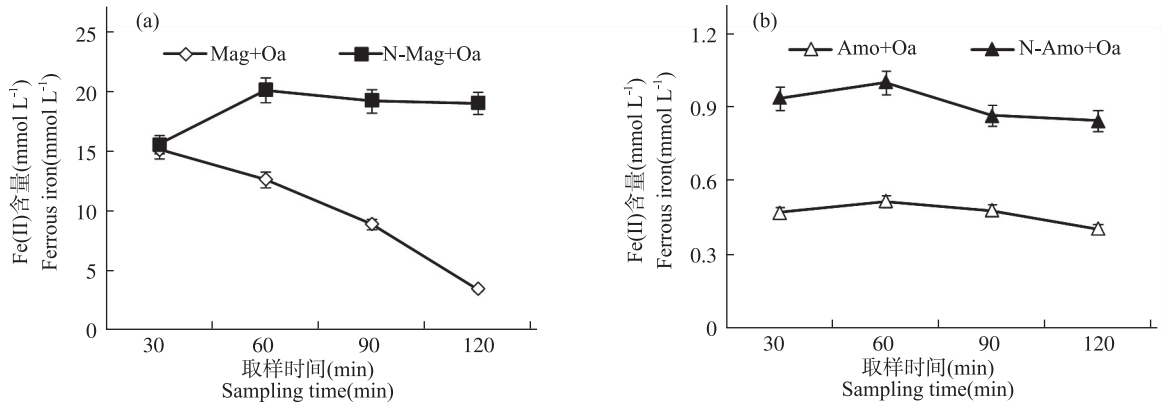 (a)
Mag+Oa
N-Mag+Oa
Fe(II)含量(mmol L⁻¹)
Ferrous iron(mmol L⁻¹)
25
20
15
10
5
0
30
60
90
120
取样时间(min)
Sampling time(min)
(b)
Amo+Oa
N-Amo+Oa
Fe(II)含量(mmol L⁻¹)
Ferrous iron(mmol L⁻¹)
1.2
0.9
0.6
0.3
0
30
60
90
120
取样时间(min)
Sampling time(min)